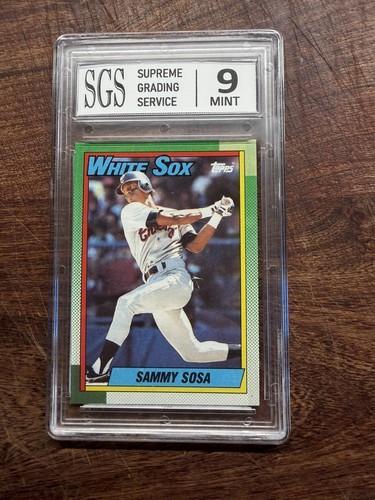 SGS
SUPREME
GRADING
SERVICE
9
MINT
WHITE SOX
Topps
SAMMY SOSA